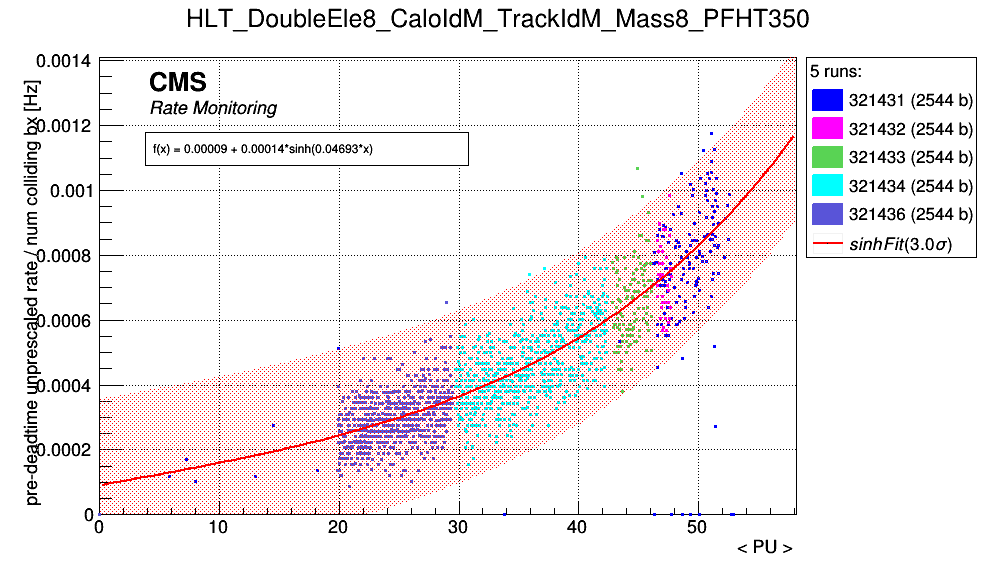 HLT_DoubleEle8_CaloIdM_TrackIdM_Mass8_PFHT350
pre-deadtime unprescaled rate / num colliding bx [Hz]
0.0014
0.0012
0.001
0.0008
0.0006
0.0004
0.0002
0
CMS
Rate Monitoring
f(x) = 0.00009 + 0.00014*sinh(0.04693*x)
0 10 20 30 40 50
< PU >
5 runs:
321431 (2544 b)
321432 (2544 b)
321433 (2544 b)
321434 (2544 b)
321436 (2544 b)
sinhFit(3.0σ)